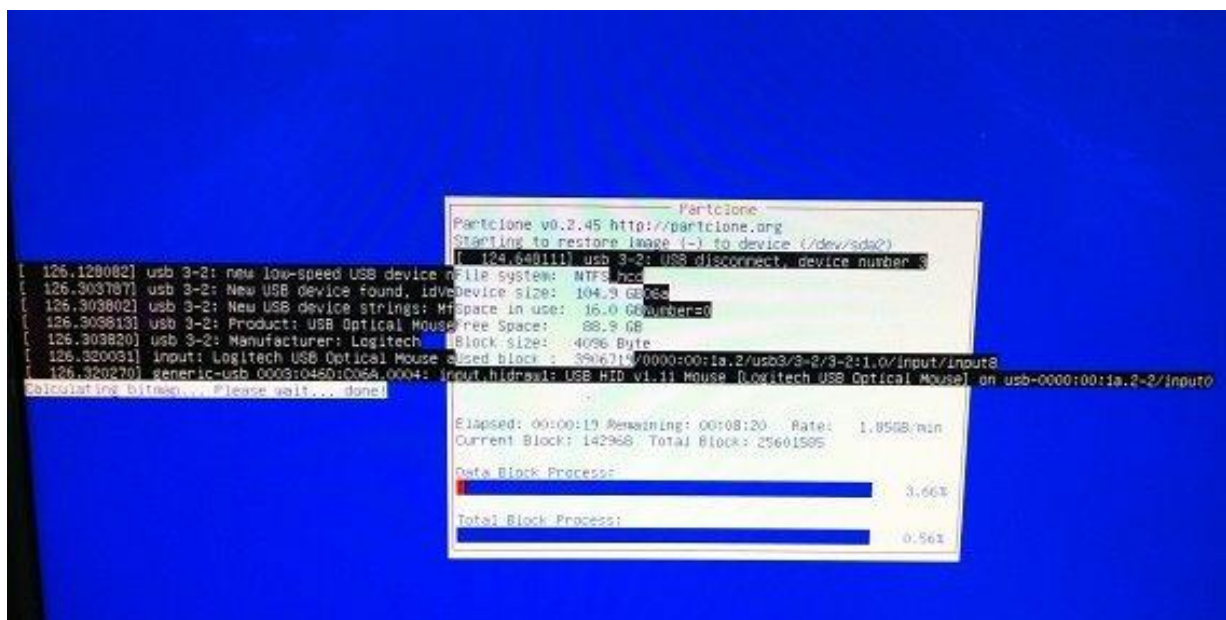 Partclone
Partclone v0.2.45 http://partclone.org
Starting to restore image (-) to device (/dev/sda2)
[ 124.648111] usb 3-2: USB disconnect, device number 3
[ 126.128082] usb 3-2: new low-speed USB device n
File system: NTFS hcd
[ 126.303787] usb 3-2: New USB device found, idVe
Device size: 104.9 GB06a
[ 126.303802] usb 3-2: New USB device strings: Mf
Space in use: 16.0 GBNumber=0
[ 126.303813] usb 3-2: Product: USB Optical Mouse
Free Space: 88.9 GB
[ 126.303820] usb 3-2: Manufacturer: Logitech
Block size: 4096 Byte
[ 126.320031] input: Logitech USB Optical Mouse a
Used block : 3906719/0000:00:1a.2/usb3/3-2/3-2:1.0/input/input8
[ 126.320270] generic-usb 0003:046D:C06A.0004: input,hidraw1: USB HID v1.11 Mouse [Logitech USB Optical Mouse] on usb-0000:00:1a.2-2/input0
Calculating bitmap... Please wait... done!
Elapsed: 00:00:19 Remaining: 00:08:20 Rate: 1.85GB/min
Current Block: 142968 Total Block: 25601585
Data Block Process:
3.66%
Total Block Process:
0.56%